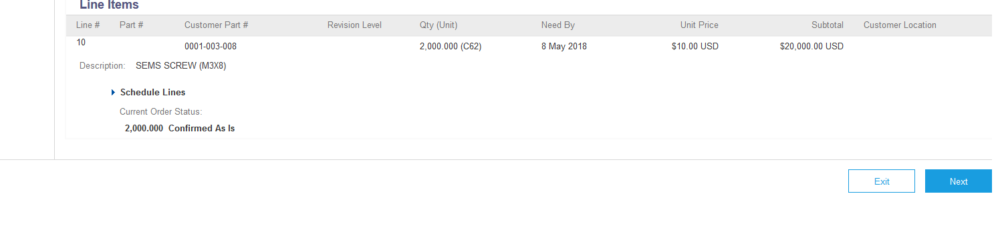 Line Items
Line # Part # Customer Part # Revision Level Qty (Unit) Need By Unit Price Subtotal Customer Location
10 0001-003-008 2,000.000 (C62) 8 May 2018 $10.00 USD $20,000.00 USD
Description: SEMS SCREW (M3X8)
Schedule Lines
Current Order Status:
2,000.000 Confirmed As Is
Exit Next